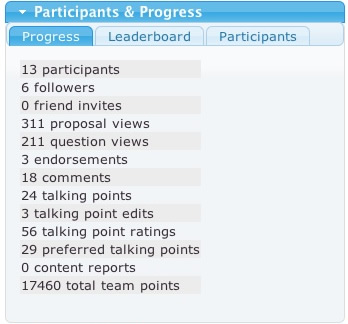 Participants & Progress
Progress Leaderboard Participants
13 participants
6 followers
0 friend invites
311 proposal views
211 question views
3 endorsements
18 comments
24 talking points
3 talking point edits
56 talking point ratings
29 preferred talking points
0 content reports
17460 total team points